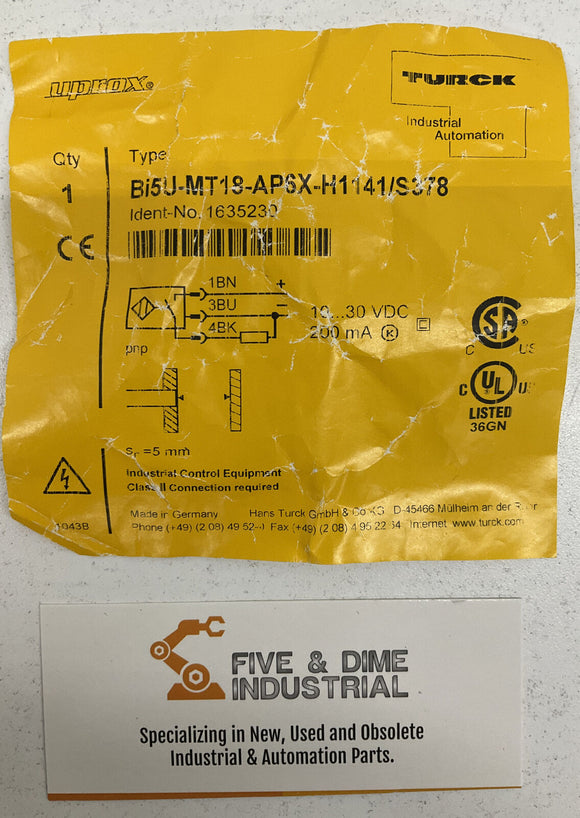 uprox®
TURCK
Industrial
Automation
Qty
1
Type
Bi5U-MT18-AP6X-H1141/S378
Ident-No. 1635230
CE
1BN +
3BU −
4BK
pnp
10...30 VDC
200 mA K
C SA US
®
C UL US
®
LISTED
36GN
sr =5 mm
Industrial Control Equipment
Class II Connection required
1043B
Made in Germany Hans Turck GmbH & Co KG D-45466 Mülheim an der
Phone (+49) (2 08) 49 52-0 Fax (+49) (2 08) 4 95 22 64 Internet www.turck.com
FIVE & DIME
INDUSTRIAL
Specializing in New, Used and Obsolete
Industrial & Automation Parts.